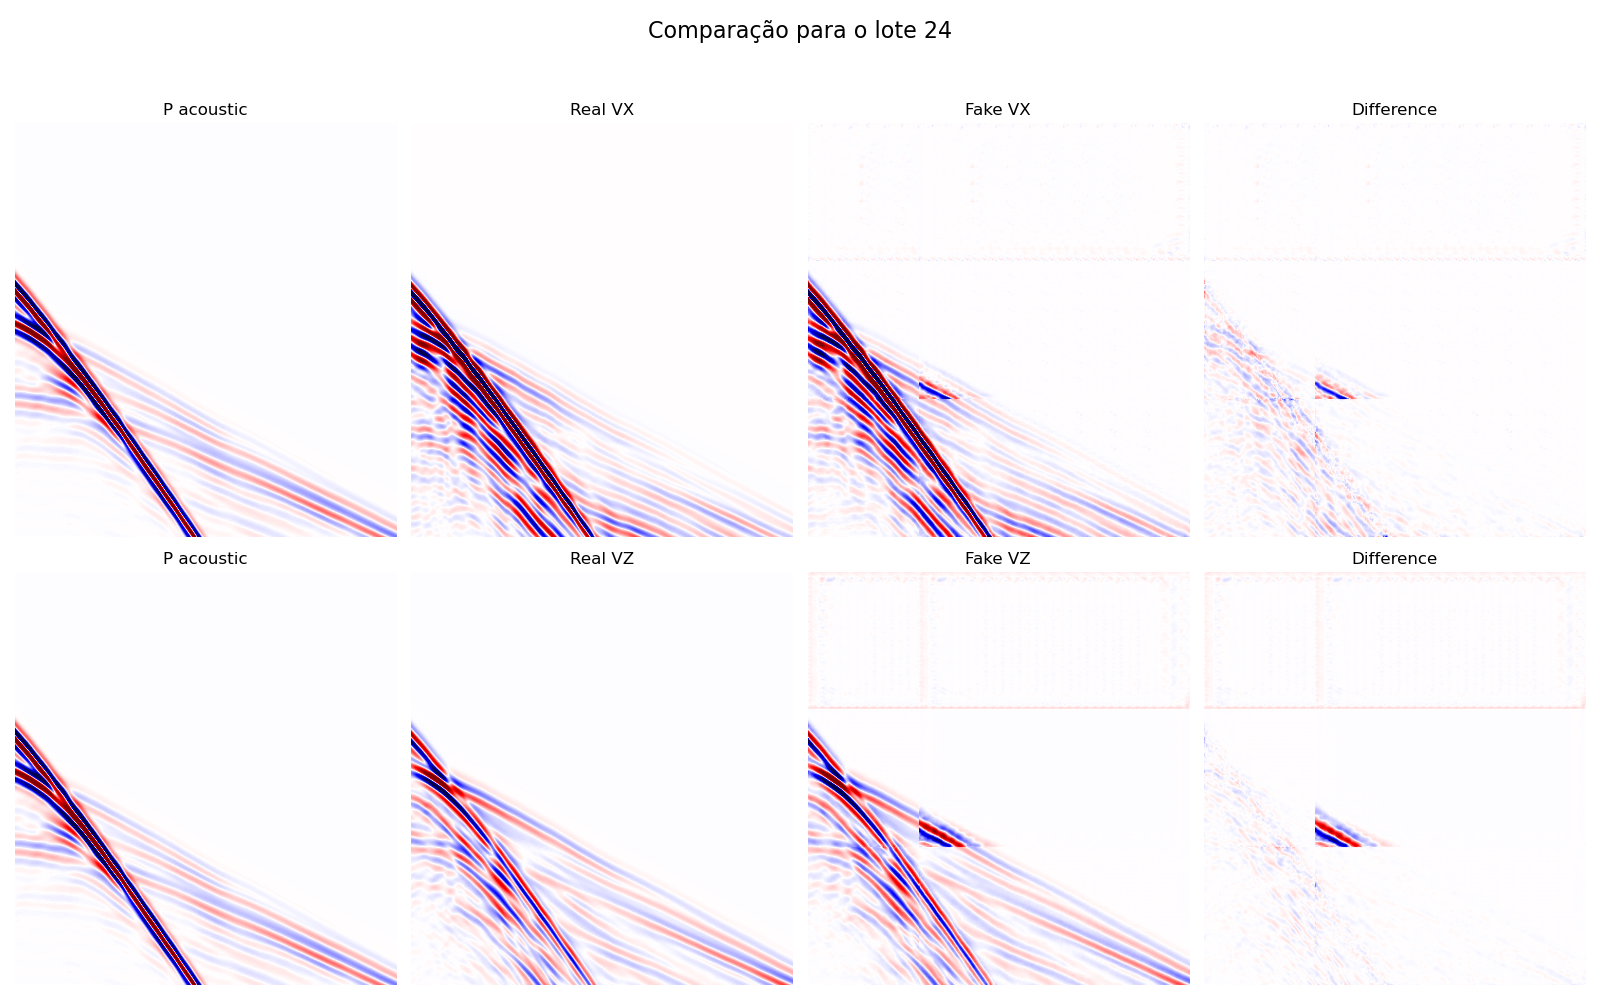 Comparação para o lote 24
P acoustic
Real VX
Fake VX
Difference
P acoustic
Real VZ
Fake VZ
Difference